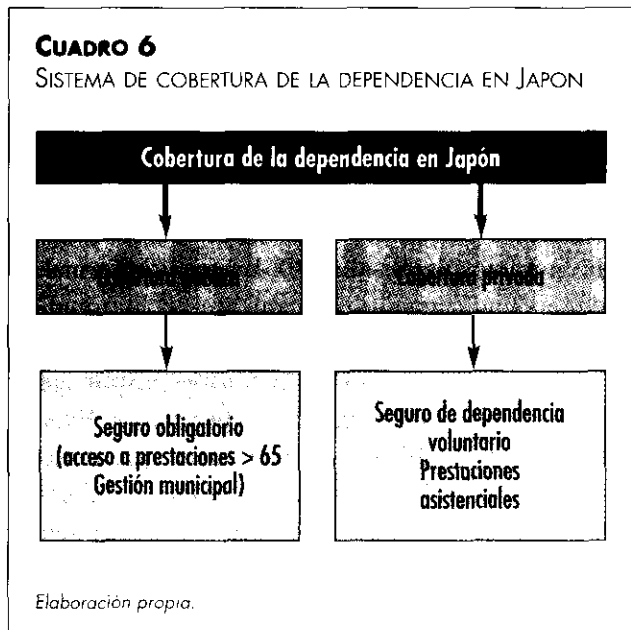 CUADRO 6
SISTEMA DE COBERTURA DE LA DEPENDENCIA EN JAPON
Cobertura de la dependencia en Japón
Cobertura privada
Seguro obligatorio
(acceso a prestaciones > 65
Gestión municipal)
Seguro de dependencia
voluntario
Prestaciones
asistenciales
Elaboración propia.